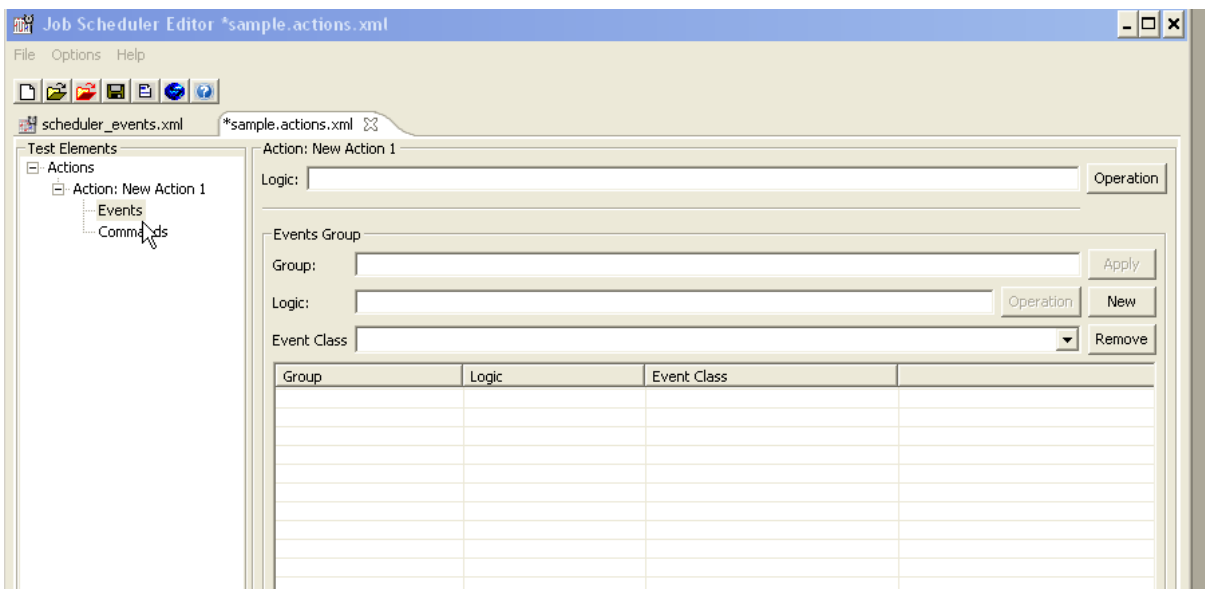 Job Scheduler Editor *sample.actions.xml
File Options Help
scheduler_events.xml *sample.actions.xml
Test Elements
Actions
Action: New Action 1
Events
Commands
Action: New Action 1
Logic: Operation
Events Group
Group: Apply
Logic: Operation New
Event Class Remove
Group Logic Event Class